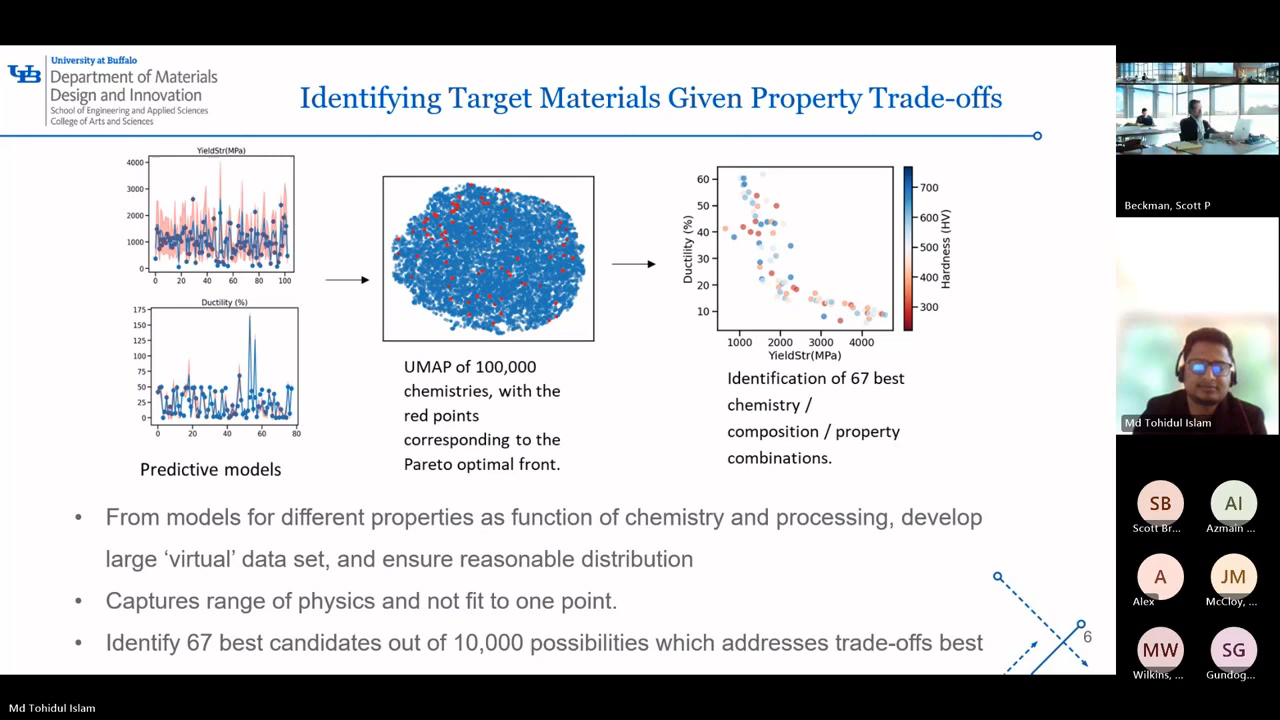 University at Buffalo
Department of Materials
Design and Innovation
School of Engineering and Applied Sciences
College of Arts and Sciences
Identifying Target Materials Given Property Trade-offs
YieldStr(MPa)
4000
3000
2000
1000
0
0 20 40 60 80 100
Ductility (%)
175
150
125
100
75
50
25
0
0 20 40 60 80
Predictive models
UMAP of 100,000
chemistries, with the
red points
corresponding to the
Pareto optimal front.
Ductility (%)
60
50
40
30
20
10
1000 2000 3000 4000
YieldStr(MPa)
700
600
500
400
300
Hardness (HV)
Identification of 67 best
chemistry /
composition / property
combinations.
• From models for different properties as function of chemistry and processing, develop
large ‘virtual’ data set, and ensure reasonable distribution
• Captures range of physics and not fit to one point.
• Identify 67 best candidates out of 10,000 possibilities which addresses trade-offs best
6
Beckman, Scott P
Md Tohidul Islam
SB AI
Scott Br... Azmain ...
A JM
Alex McCloy, ...
MW SG
Wilkins, ... Gundog...
Md Tohidul Islam